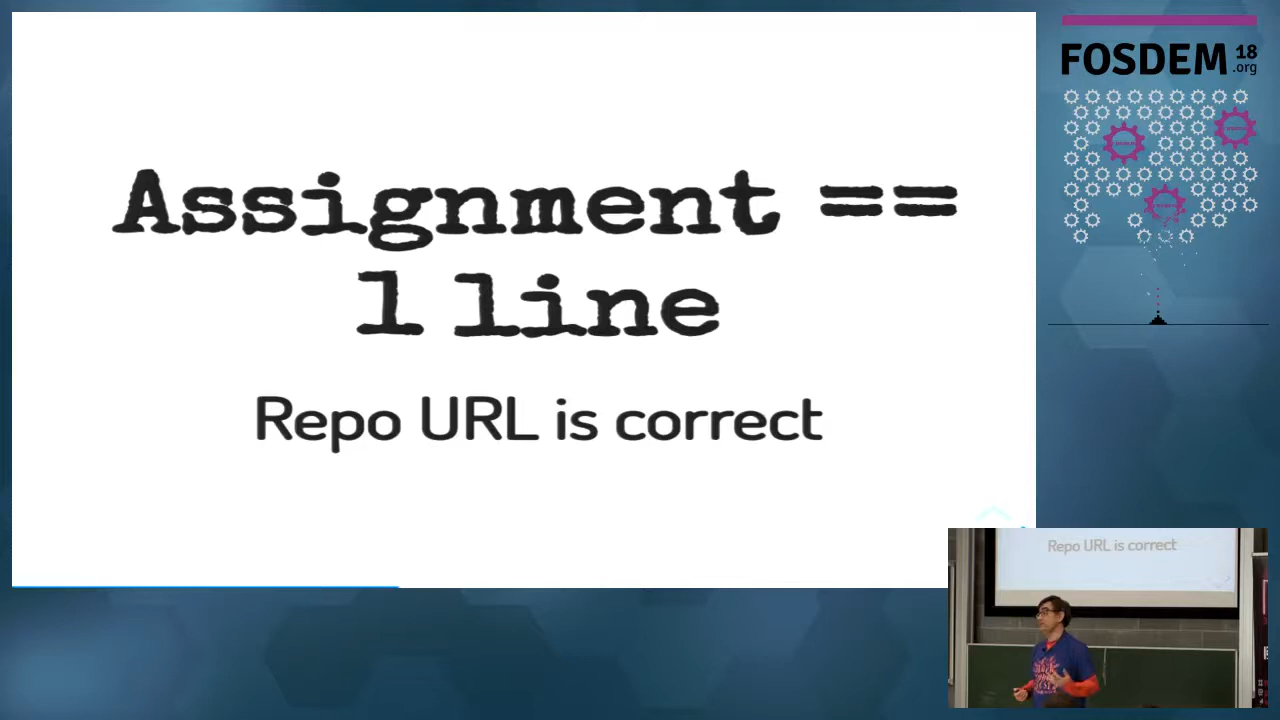 Assignment ==
1 line
Repo URL is correct
FOSDEM 18
.org
Repo URL is correct